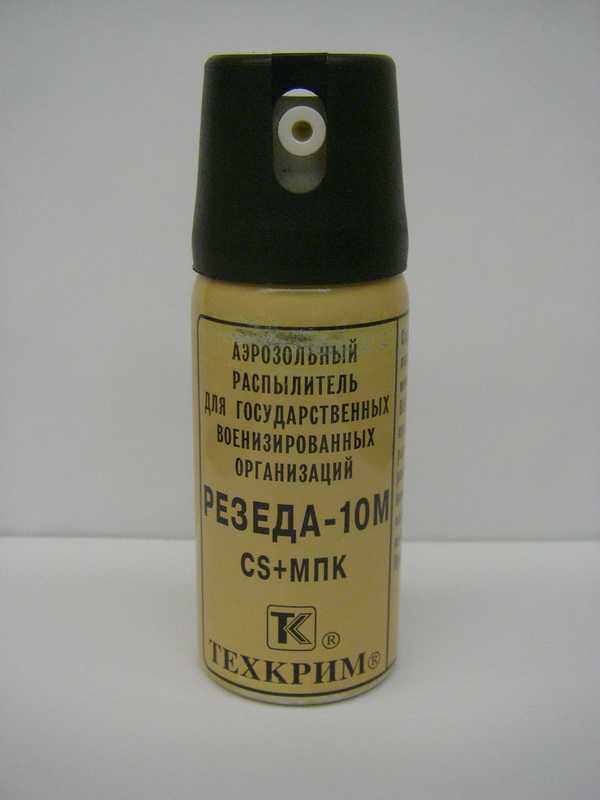 АЭРОЗОЛЬНЫЙ
РАСПЫЛИТЕЛЬ
ДЛЯ ГОСУДАРСТВЕННЫХ
ВОЕНИЗИРОВАННЫХ
ОРГАНИЗАЦИЙ
РЕЗЕДА-10М
CS+МПК
ТК ®
ТЕХКРИМ®